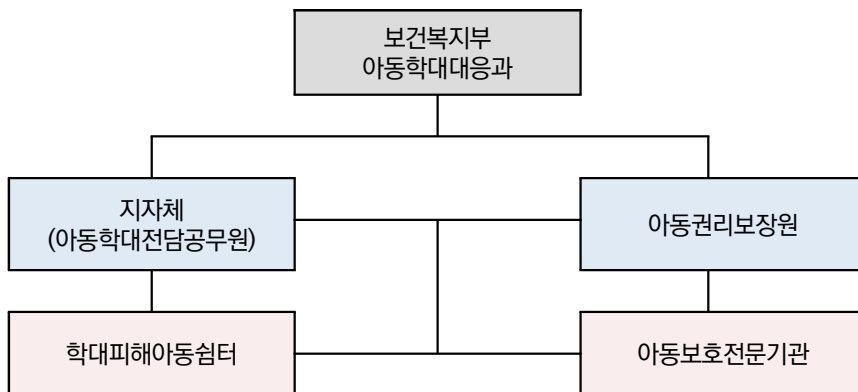 보건복지부
아동학대대응과
지자체
(아동학대전담공무원)
아동권리보장원
학대피해아동쉼터
아동보호전문기관